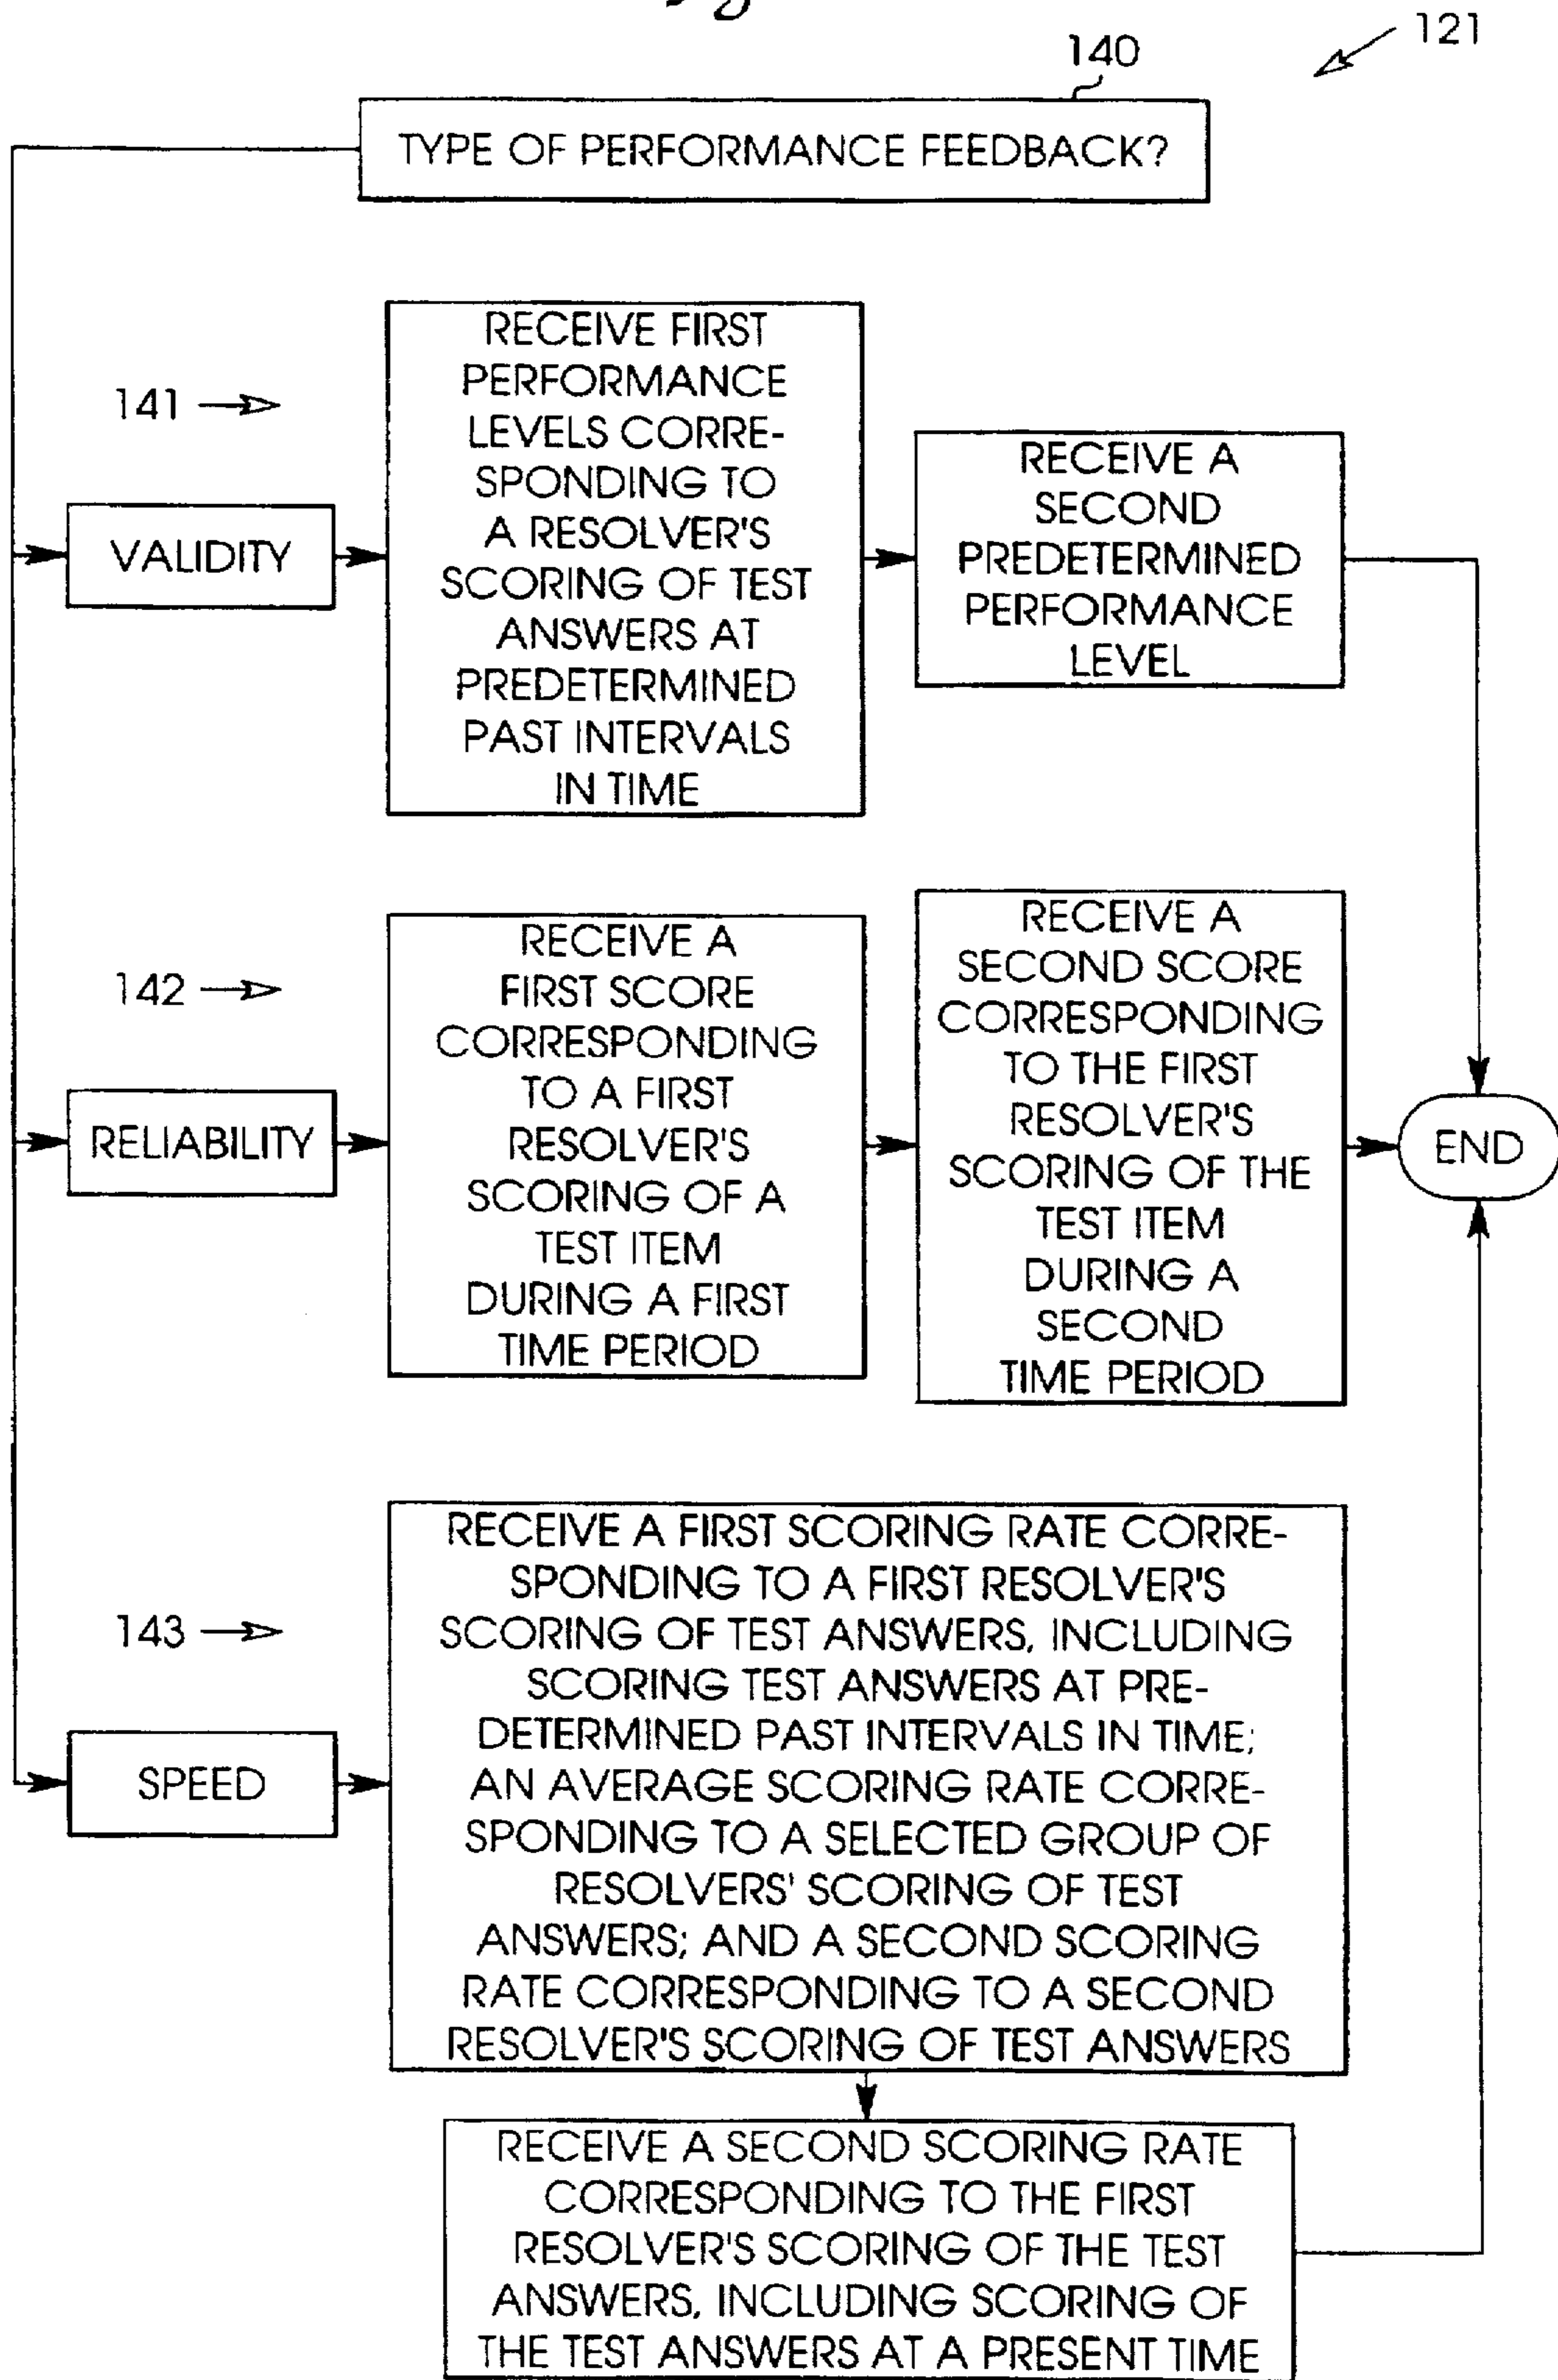 121
140
TYPE OF PERFORMANCE FEEDBACK?
141
VALIDITY
RECEIVE FIRST
PERFORMANCE
LEVELS CORRE-
SPONDING TO
A RESOLVER'S
SCORING OF TEST
ANSWERS AT
PREDETERMINED
PAST INTERVALS
IN TIME
RECEIVE A
SECOND
PREDETERMINED
PERFORMANCE
LEVEL
142
RELIABILITY
RECEIVE A
FIRST SCORE
CORRESPONDING
TO A FIRST
RESOLVER'S
SCORING OF A
TEST ITEM
DURING A FIRST
TIME PERIOD
RECEIVE A
SECOND SCORE
CORRESPONDING
TO THE FIRST
RESOLVER'S
SCORING OF THE
TEST ITEM
DURING A
SECOND
TIME PERIOD
END
143
SPEED
RECEIVE A FIRST SCORING RATE CORRE-
SPONDING TO A FIRST RESOLVER'S
SCORING OF TEST ANSWERS, INCLUDING
SCORING TEST ANSWERS AT PRE-
DETERMINED PAST INTERVALS IN TIME;
AN AVERAGE SCORING RATE CORRE-
SPONDING TO A SELECTED GROUP OF
RESOLVERS' SCORING OF TEST
ANSWERS; AND A SECOND SCORING
RATE CORRESPONDING TO A SECOND
RESOLVER'S SCORING OF TEST ANSWERS
RECEIVE A SECOND SCORING RATE
CORRESPONDING TO THE FIRST
RESOLVER'S SCORING OF THE TEST
ANSWERS, INCLUDING SCORING OF
THE TEST ANSWERS AT A PRESENT TIME